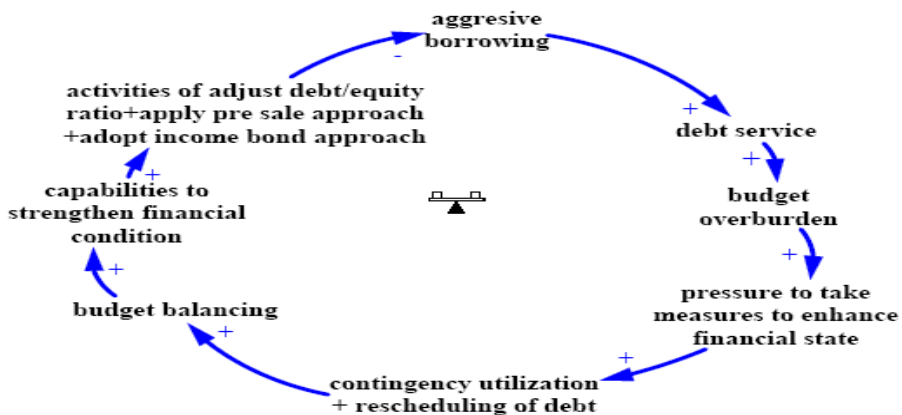 aggresive
borrowing
+
debt service
+
budget
overburden
+
pressure to take
measures to enhance
financial state
+
contingency utilization
+ rescheduling of debt
+
budget balancing
+
capabilities to
strengthen financial
condition
+
activities of adjust debt/equity
ratio+apply pre sale approach
+adopt income bond approach
-